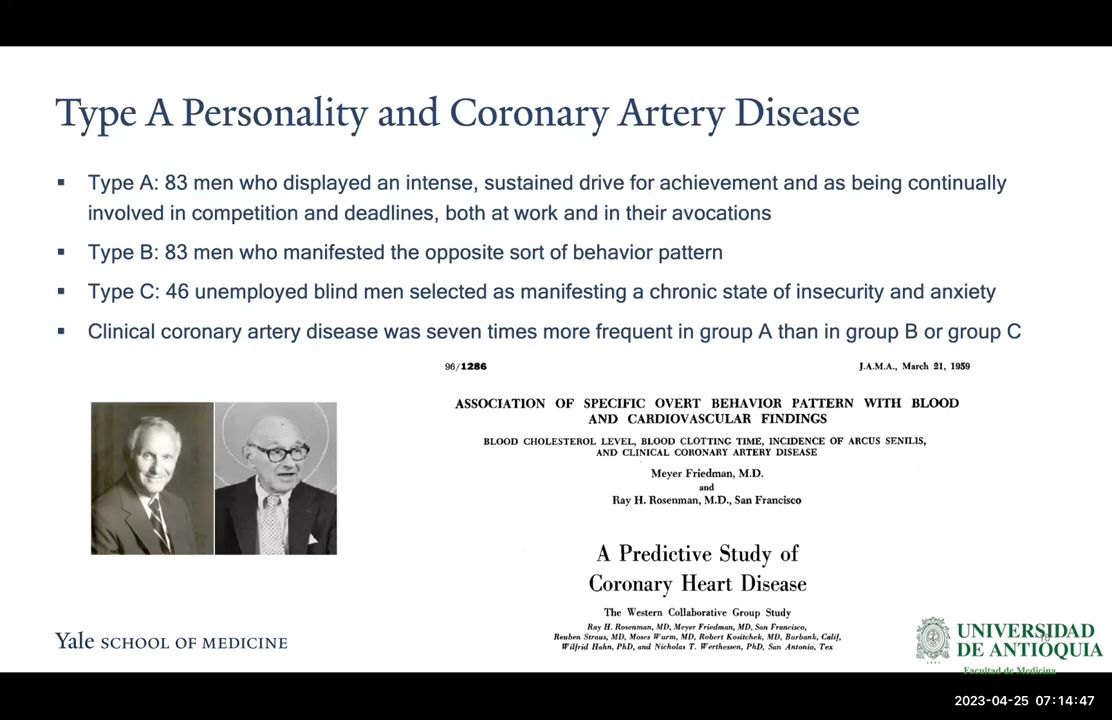 Type A Personality and Coronary Artery Disease
▪ Type A: 83 men who displayed an intense, sustained drive for achievement and as being continually
involved in competition and deadlines, both at work and in their avocations
▪ Type B: 83 men who manifested the opposite sort of behavior pattern
▪ Type C: 46 unemployed blind men selected as manifesting a chronic state of insecurity and anxiety
▪ Clinical coronary artery disease was seven times more frequent in group A than in group B or group C
96/1286
J.A.M.A., March 21, 1959
ASSOCIATION OF SPECIFIC OVERT BEHAVIOR PATTERN WITH BLOOD
AND CARDIOVASCULAR FINDINGS
BLOOD CHOLESTEROL LEVEL, BLOOD CLOTTING TIME, INCIDENCE OF ARCUS SENILIS,
AND CLINICAL CORONARY ARTERY DISEASE
Meyer Friedman, M.D.
and
Ray H. Rosenman, M.D., San Francisco
A Predictive Study of
Coronary Heart Disease
The Western Collaborative Group Study
Ray H. Rosenman, MD, Meyer Friedman, MD, San Francisco,
Reuben Straus, MD, Moses Wurm, MD, Robert Kositchek, MD, Burbank, Calif,
Wilfrid Hahn, PhD, and Nicholas T. Werthessen, PhD, San Antonio, Tex
Yale SCHOOL OF MEDICINE
UNIVERSIDAD
DE ANTIOQUIA
Facultad de Medicina
2023-04-25 07:14:47